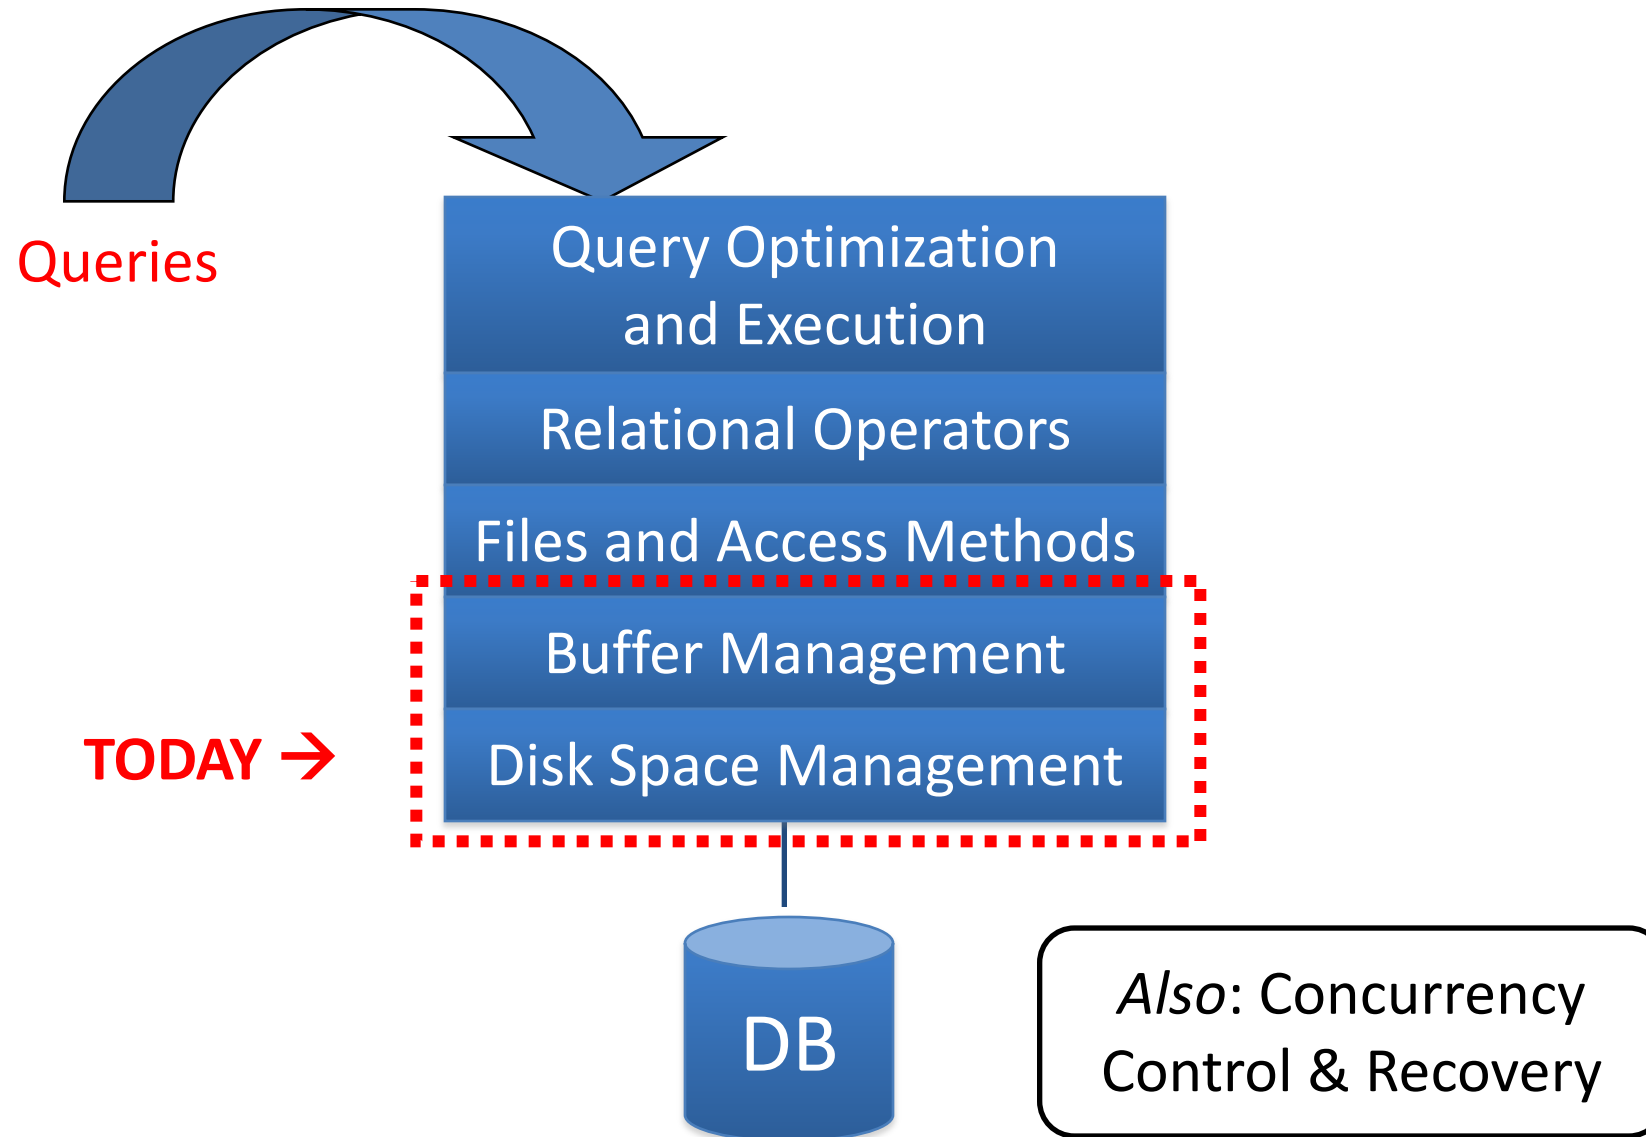 Queries
Query Optimization
and Execution
Relational Operators
Files and Access Methods
Buffer Management
TODAY →
Disk Space Management
DB
Also: Concurrency
Control & Recovery